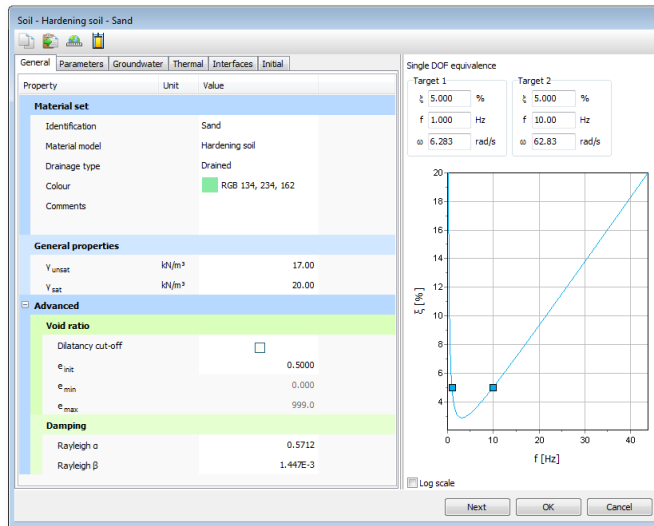 Soil - Hardening soil - Sand
General Parameters Groundwater Thermal Interfaces Initial
Property Unit Value
Material set
Identification Sand
Material model Hardening soil
Drainage type Drained
Colour RGB 134, 234, 162
Comments
General properties
γ unsat kN/m³ 17.00
γ sat kN/m³ 20.00
Advanced
Void ratio
Dilatancy cut-off
e init 0.5000
e min 0.000
e max 999.0
Damping
Rayleigh α 0.5712
Rayleigh β 1.447E-3
Single DOF equivalence
Target 1
ξ 5.000 %
f 1.000 Hz
ω 6.283 rad/s
Target 2
ξ 5.000 %
f 10.00 Hz
ω 62.83 rad/s
20
18
16
14
12
10
8
6
4
ξ [%]
0 10 20 30 40
f [Hz]
Log scale
Next OK Cancel